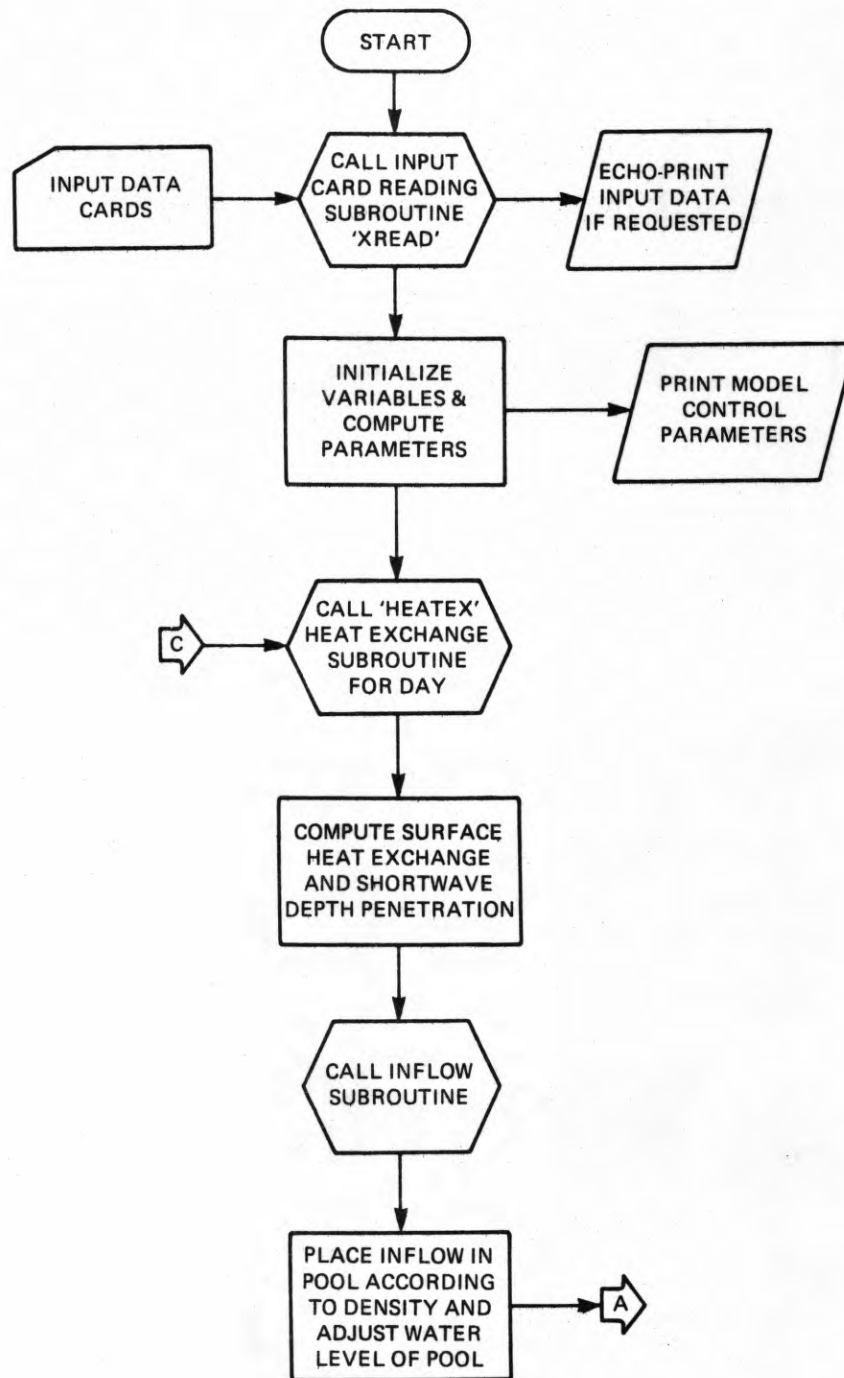 START
INPUT DATA
CARDS
CALL INPUT
CARD READING
SUBROUTINE
'XREAD'
ECHO-PRINT
INPUT DATA
IF REQUESTED
INITIALIZE
VARIABLES &
COMPUTE
PARAMETERS
PRINT MODEL
CONTROL
PARAMETERS
C
CALL 'HEATEX'
HEAT EXCHANGE
SUBROUTINE
FOR DAY
COMPUTE SURFACE
HEAT EXCHANGE
AND SHORTWAVE
DEPTH PENETRATION
CALL INFLOW
SUBROUTINE
PLACE INFLOW IN
POOL ACCORDING
TO DENSITY AND
ADJUST WATER
LEVEL OF POOL
A